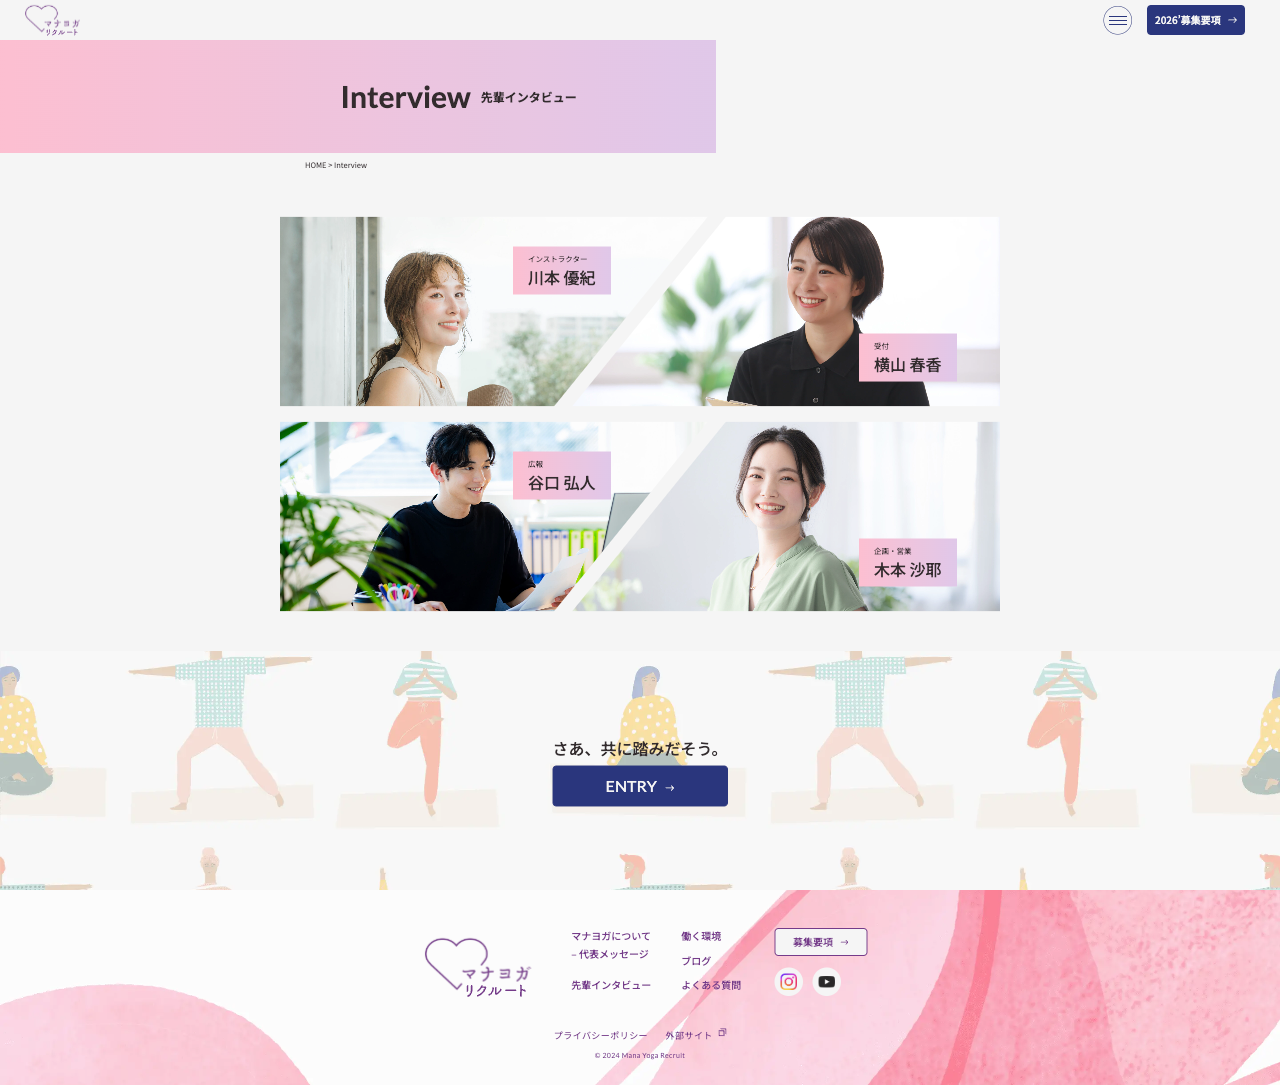 マナヨガ
リクルート
2026'募集要項 →
Interview 先輩インタビュー
HOME > Interview
インストラクター
川本 優紀
受付
横山 春香
広報
谷口 弘人
企画・営業
木本 沙耶
さあ、共に踏みだそう。
ENTRY →
マナヨガ
リクルート
マナヨガについて
– 代表メッセージ
先輩インタビュー
働く環境
ブログ
よくある質問
募集要項 →
プライバシーポリシー
外部サイト
© 2024 Mana Yoga Recruit